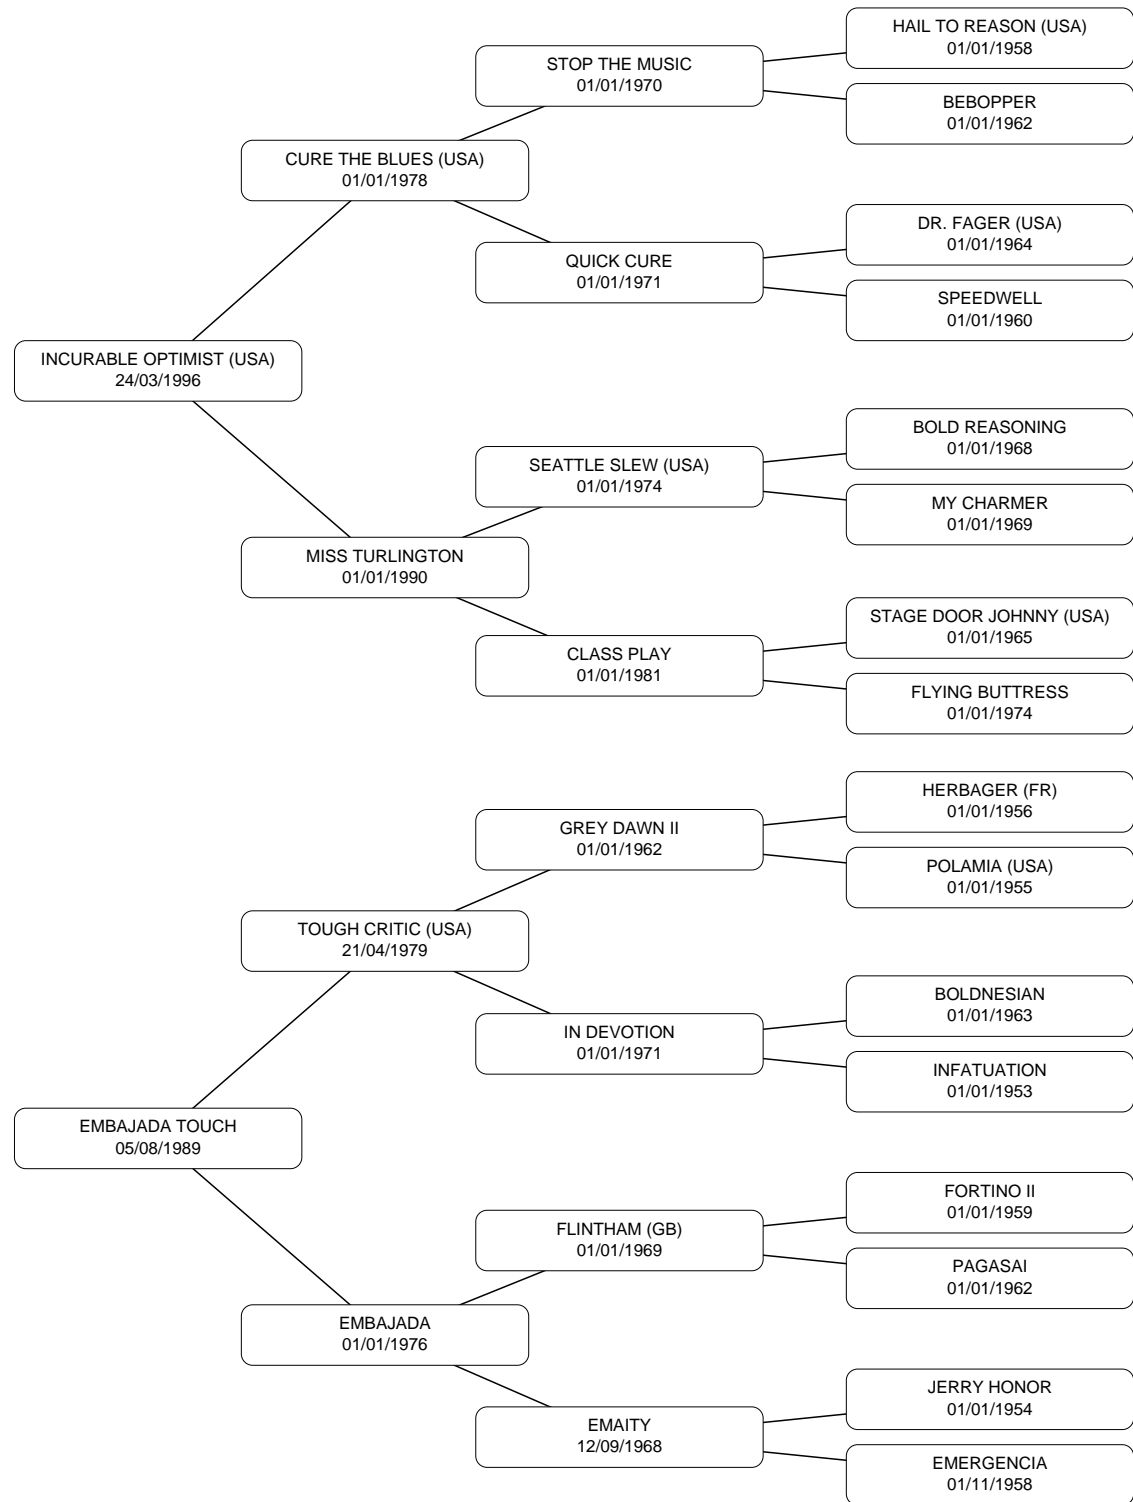 HAIL TO REASON (USA)
01/01/1958
STOP THE MUSIC
01/01/1970
BEBOPPER
01/01/1962
CURE THE BLUES (USA)
01/01/1978
DR. FAGER (USA)
01/01/1964
QUICK CURE
01/01/1971
SPEEDWELL
01/01/1960
INCURABLE OPTIMIST (USA)
24/03/1996
BOLD REASONING
01/01/1968
SEATTLE SLEW (USA)
01/01/1974
MY CHARMER
01/01/1969
MISS TURLINGTON
01/01/1990
STAGE DOOR JOHNNY (USA)
01/01/1965
CLASS PLAY
01/01/1981
FLYING BUTTRESS
01/01/1974
HERBAGER (FR)
01/01/1956
GREY DAWN II
01/01/1962
POLAMIA (USA)
01/01/1955
TOUGH CRITIC (USA)
21/04/1979
BOLDNESIAN
01/01/1963
IN DEVOTION
01/01/1971
INFATUATION
01/01/1953
EMBAJADA TOUCH
05/08/1989
FORTINO II
01/01/1959
FLINTHAM (GB)
01/01/1969
PAGASAI
01/01/1962
EMBAJADA
01/01/1976
JERRY HONOR
01/01/1954
EMAITY
12/09/1968
EMERGENCIA
01/11/1958